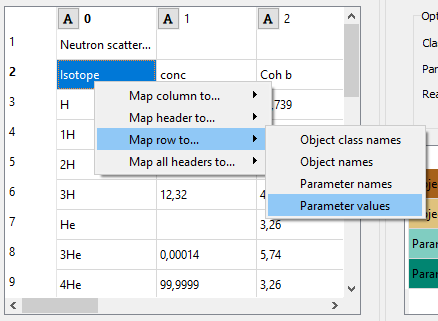 A 0 A 1 A 2
Opt
1 Neutron scatter...
Cla
2 Isotope conc Coh b
Par
3 H ,739
Rea
Map column to...
Map header to...
4 1H
Map row to...
Object class names
5 2H
Map all headers to...
Object names
6 3H 12,32 4
Parameter names
7 He 3,26
Parameter values
8 3He 0,00014 5,74
Paran
9 4He 99,9999 3,26
Paran